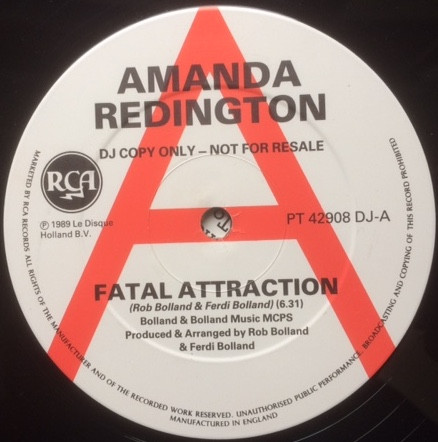 AMANDA
REDINGTON
DJ COPY ONLY – NOT FOR RESALE
RCA
Ⓟ 1989 Le Disque
Holland B.V.
PT 42908 DJ-A
A
FATAL ATTRACTION
(Rob Bolland & Ferdi Bolland) (6.31)
Bolland & Bolland Music MCPS
Produced & Arranged by Rob Bolland
& Ferdi Bolland
MARKETED BY RCA RECORDS ALL RIGHTS OF THE MANUFACTURER AND OF THE RECORDED WORK RESERVED. UNAUTHORISED PUBLIC PERFORMANCE, BROADCASTING AND COPYING OF THIS RECORD PROHIBITED
MANUFACTURED IN ENGLAND